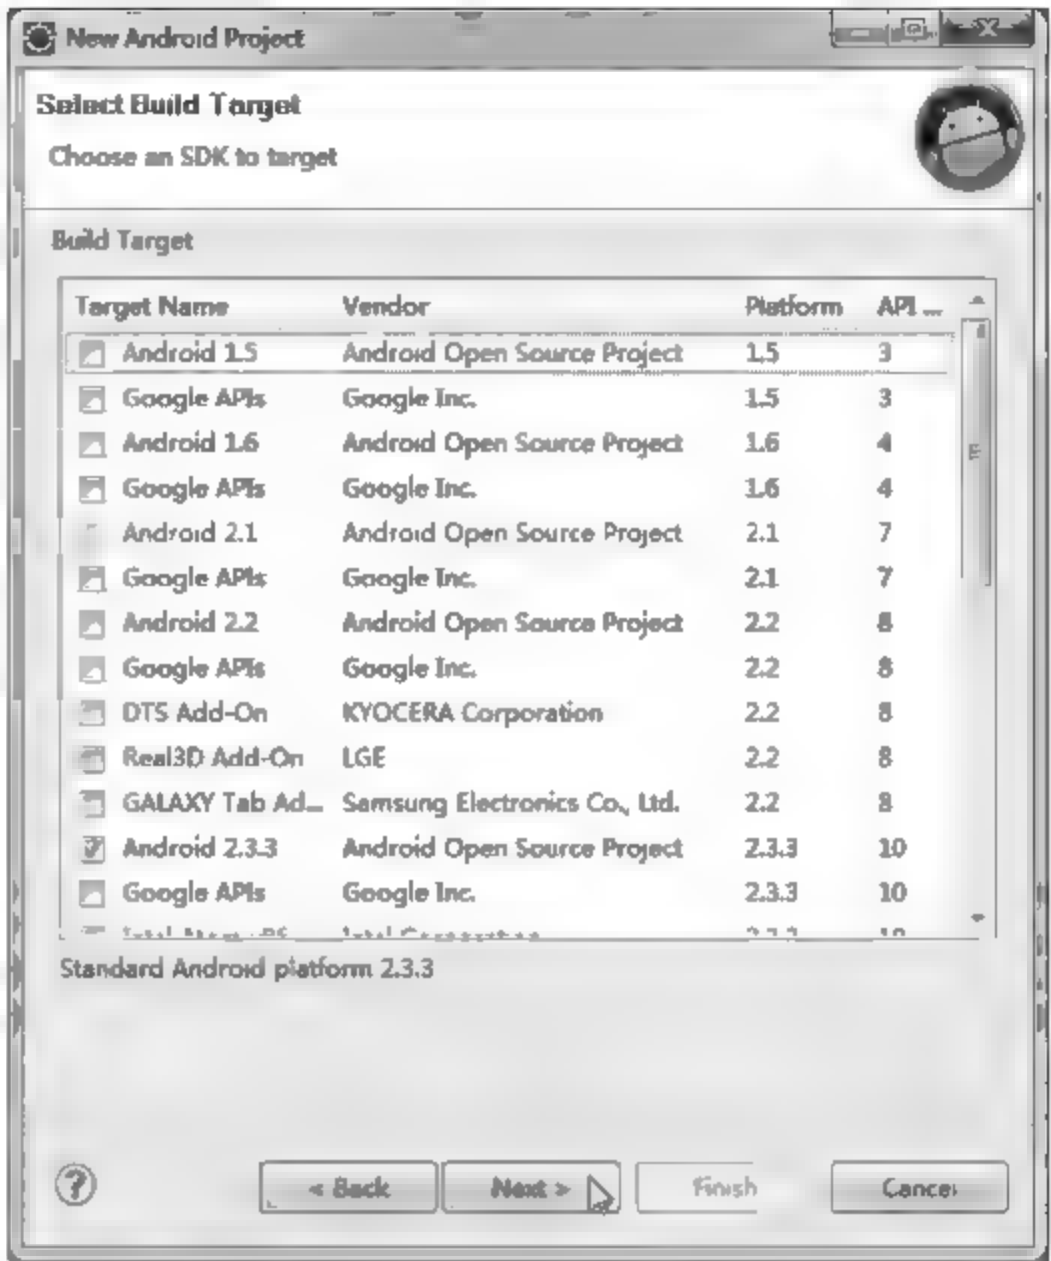 New Android Project
Select Build Target
Choose an SDK to target
Build Target
Target Name Vendor Platform API ...
Android 1.5 Android Open Source Project 1.5 3
Google APIs Google Inc. 1.5 3
Android 1.6 Android Open Source Project 1.6 4
Google APIs Google Inc. 1.6 4
Android 2.1 Android Open Source Project 2.1 7
Google APIs Google Inc. 2.1 7
Android 2.2 Android Open Source Project 2.2 8
Google APIs Google Inc. 2.2 8
DTS Add-On KYOCERA Corporation 2.2 8
Real3D Add-On LGE 2.2 8
GALAXY Tab Ad... Samsung Electronics Co., Ltd. 2.2 8
Android 2.3.3 Android Open Source Project 2.3.3 10
Google APIs Google Inc. 2.3.3 10
Standard Android platform 2.3.3
< Back Next > Finish Cancel